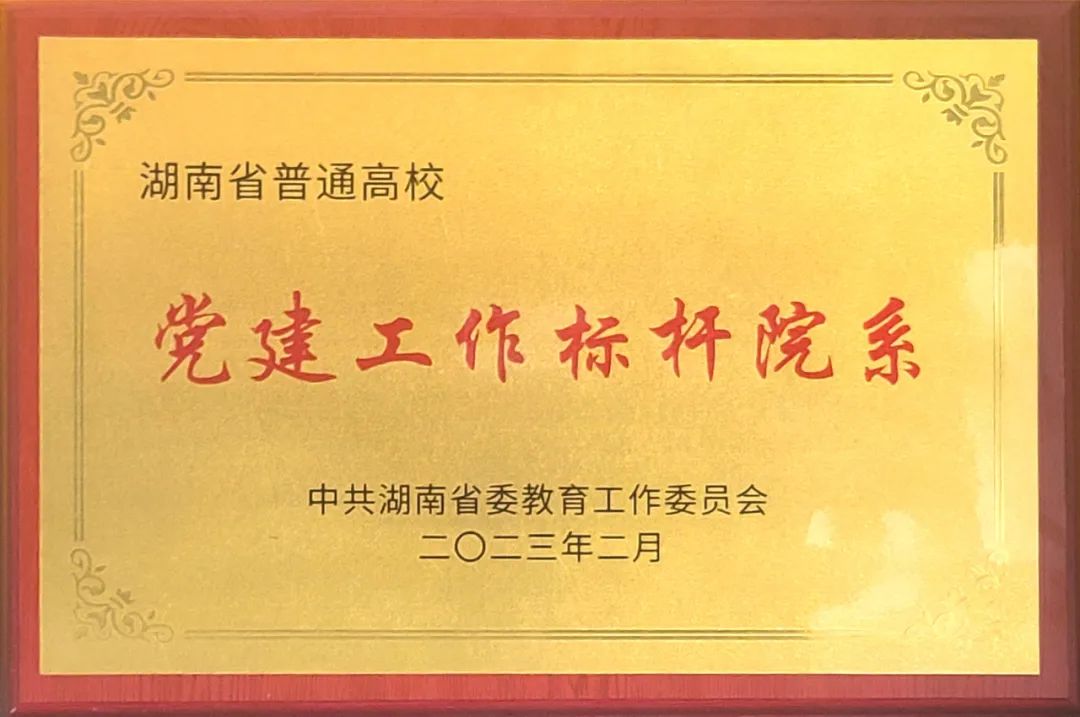 湖南省普通高校
党建工作标杆院系
中共湖南省委教育工作委员会
二〇二三年二月